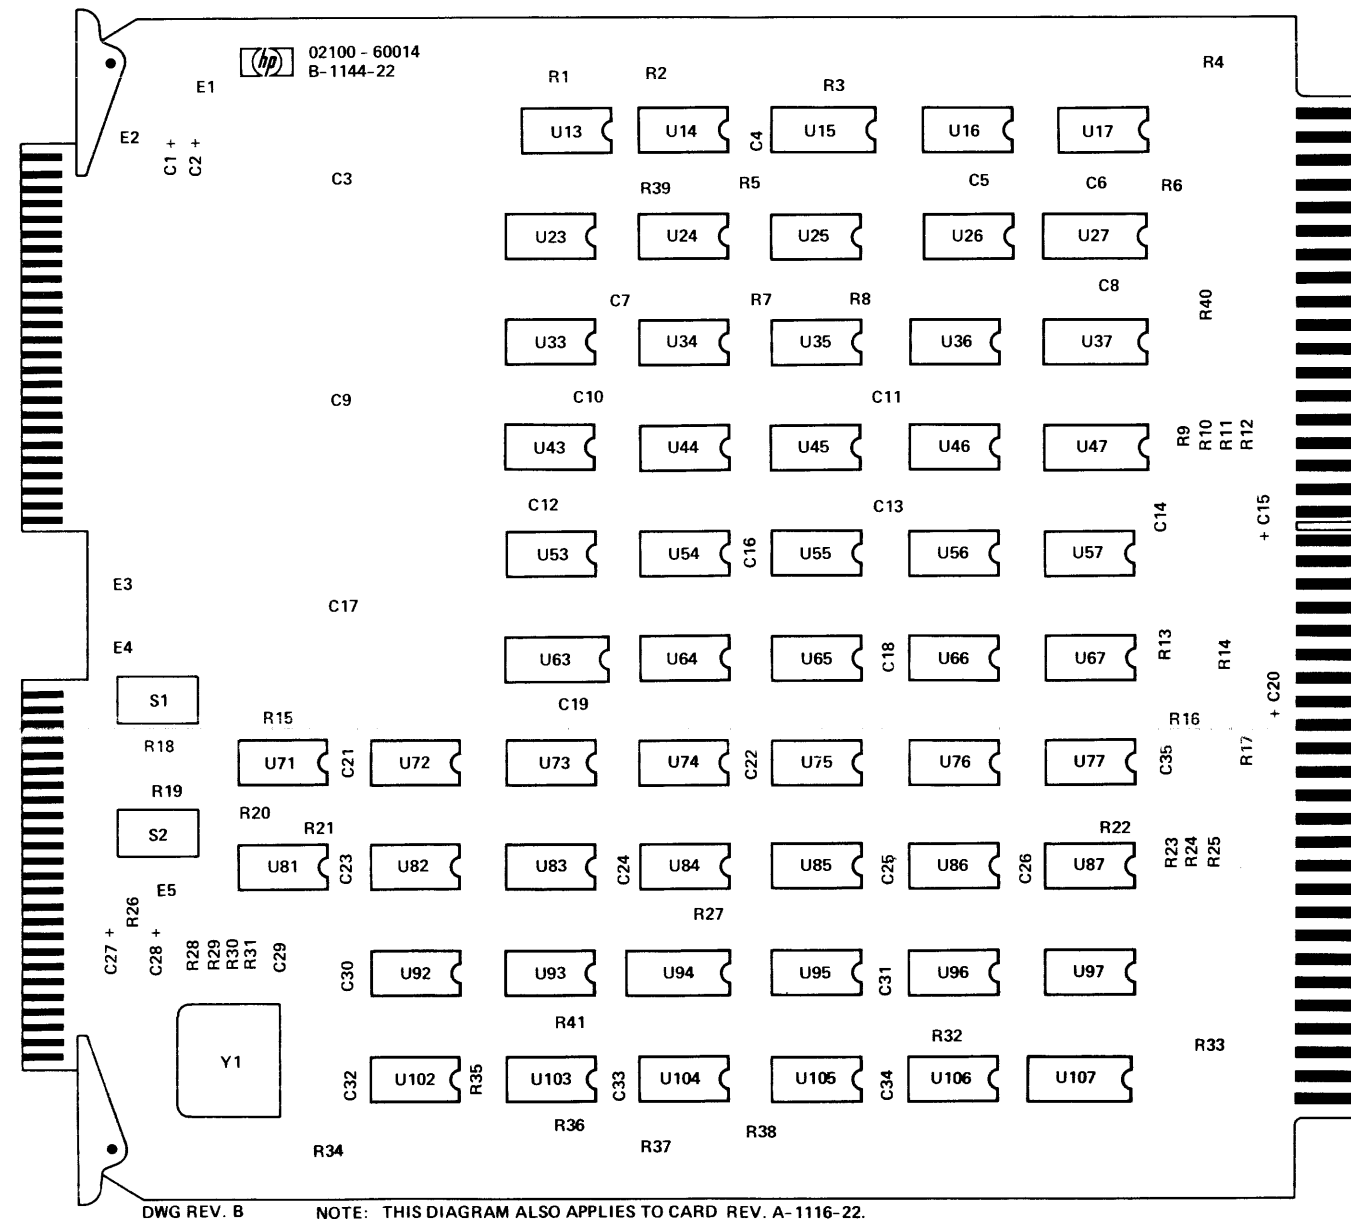 hp 02100-60014
B-1144-22
R4
R1 R2 R3
E1
E2
C1 + C2 +
U13 U14 C4 U15 U16 U17
C3 R39 R5 C5 C6 R6
U23 U24 U25 U26 U27
C7 R7 R8 C8 R40
U33 U34 U35 U36 U37
C9 C10 C11
U43 U44 U45 U46 U47 R9 R10 R11 R12
C12 C13 C14 + C15
U53 U54 C16 U55 U56 U57
E3
C17
E4 U63 U64 U65 C18 U66 U67 R13 R14
S1 C19 + C20
R15 R16
R18 U71 C21 U72 U73 U74 C22 U75 U76 U77 C35 R17
R19
R20 R21 R22
S2
U81 C23 U82 U83 C24 U84 U85 C25 U86 C26 U87 R23 R24 R25
E5
R26 R27
C27 + C28 + R28 R29 R30 R31 C29 C30 U92 U93 U94 U95 C31 U96 U97
R41 R32 R33
Y1 C32 U102 R35 U103 C33 U104 U105 C34 U106 U107
R36 R37 R38
R34
DWG REV. B NOTE: THIS DIAGRAM ALSO APPLIES TO CARD REV. A-1116-22.